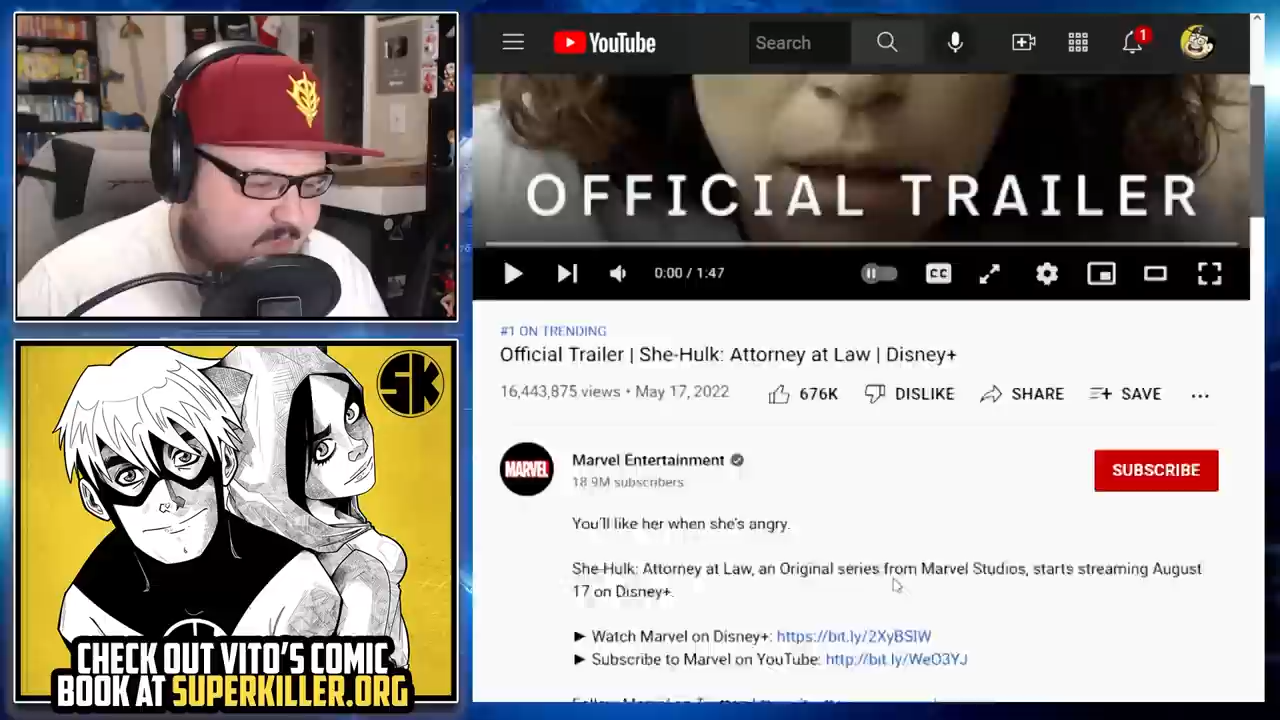 YouTube
Search
1
OFFICIAL TRAILER
0:00 / 1:47
CC
#1 ON TRENDING
Official Trailer | She-Hulk: Attorney at Law | Disney+
16,443,875 views • May 17, 2022
676K
DISLIKE
SHARE
SAVE
MARVEL
Marvel Entertainment
18.9M subscribers
SUBSCRIBE
You'll like her when she's angry.
She-Hulk: Attorney at Law, an Original series from Marvel Studios, starts streaming August
17 on Disney+.
► Watch Marvel on Disney+: https://bit.ly/2XyBSIW
► Subscribe to Marvel on YouTube: http://bit.ly/WeO3YJ
SK
CHECK OUT VITO'S COMIC
BOOK AT SUPERKILLER.ORG